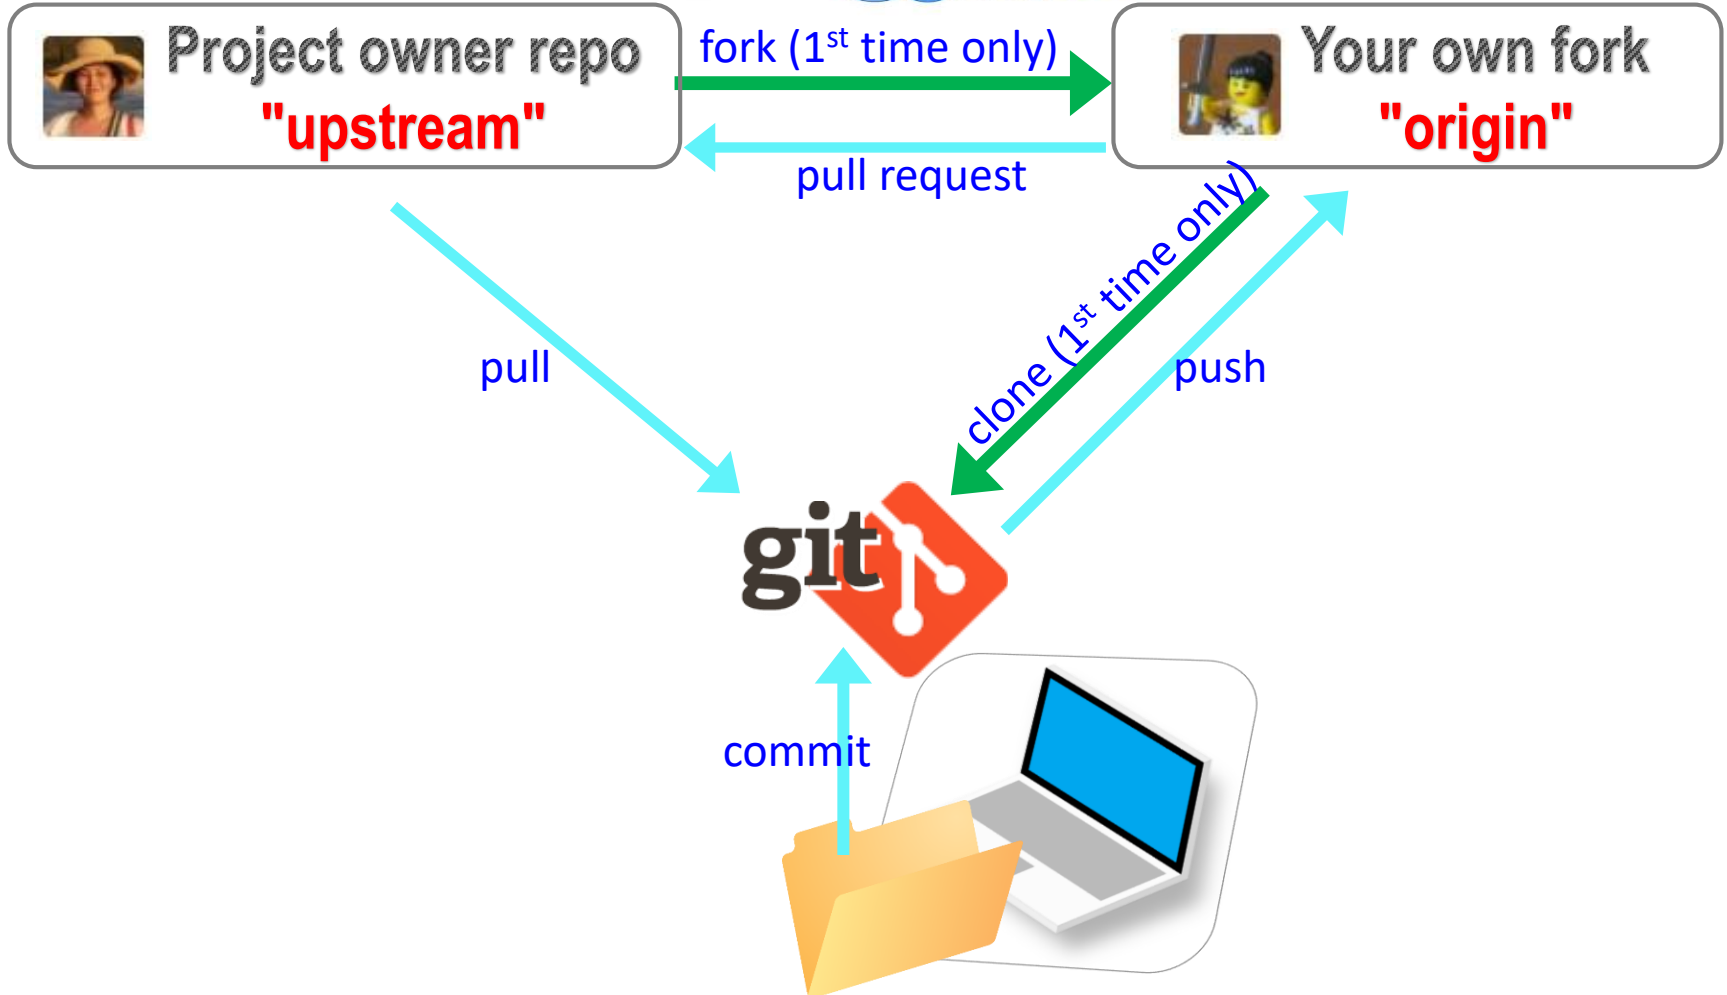 Project owner repo
"upstream"
fork (1st time only)
Your own fork
"origin"
pull request
clone (1st time only)
pull
push
git
commit